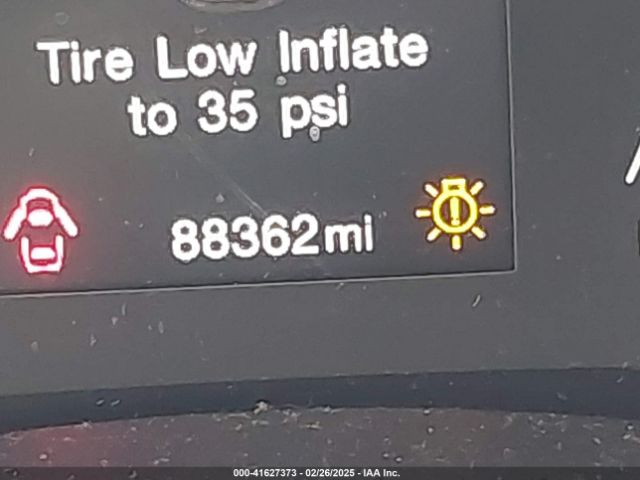 Tire Low Inflate
to 35 psi
88362mi
000-41627373 - 02/26/2025 - IAA Inc.